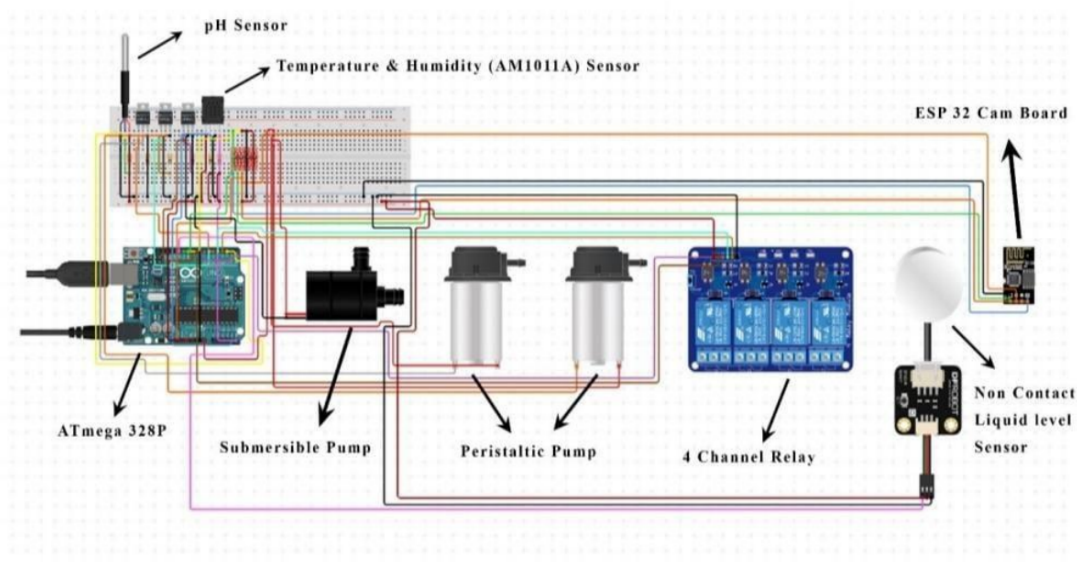 pH Sensor
Temperature & Humidity (AM1011A) Sensor
ESP 32 Cam Board
ATmega 328P
Submersible Pump
Peristaltic Pump
4 Channel Relay
Non Contact
Liquid level
Sensor
DFROBOT